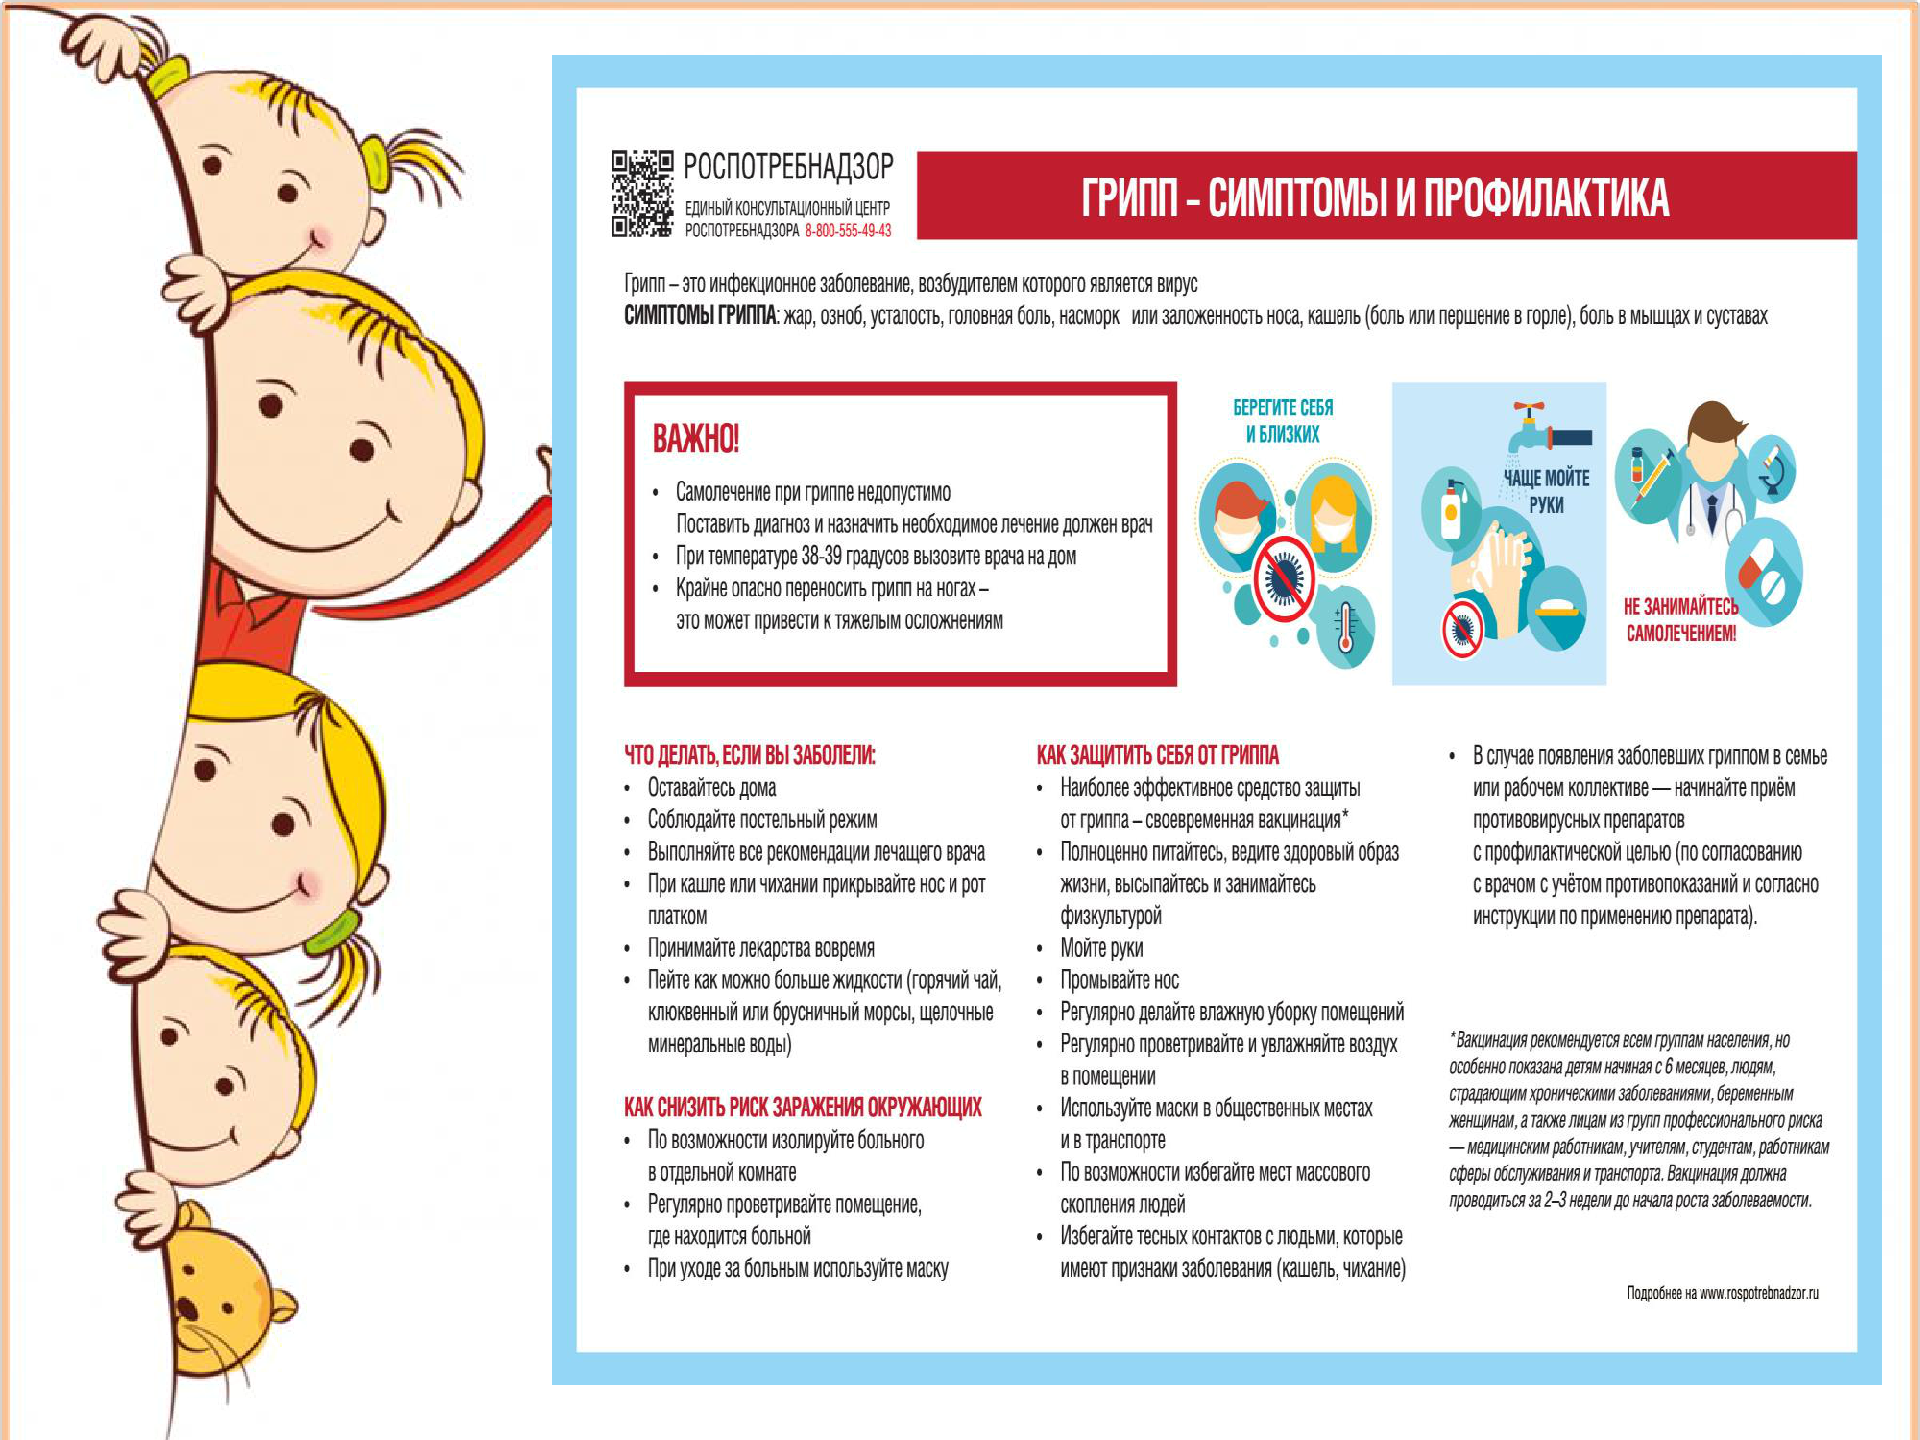 РОСПОТРЕБНАДЗОР
ЕДИНЫЙ КОНСУЛЬТАЦИОННЫЙ ЦЕНТР
РОСПОТРЕБНАДЗОРА 8-800-555-49-43
ГРИПП - СИМПТОМЫ И ПРОФИЛАКТИКА
Грипп – это инфекционное заболевание, возбудителем которого является вирус
СИМПТОМЫ ГРИППА: жар, озноб, усталость, головная боль, насморк или заложенность носа, кашель (боль или першение в горле), боль в мышцах и суставах
ВАЖНО!
• Самолечение при гриппе недопустимо
Поставить диагноз и назначить необходимое лечение должен врач
• При температуре 38-39 градусов вызовите врача на дом
• Крайне опасно переносить грипп на ногах –
это может привести к тяжелым осложнениям
БЕРЕГИТЕ СЕБЯ
И БЛИЗКИХ
ЧАЩЕ МОЙТЕ
РУКИ
НЕ ЗАНИМАЙТЕСЬ
САМОЛЕЧЕНИЕМ!
ЧТО ДЕЛАТЬ, ЕСЛИ ВЫ ЗАБОЛЕЛИ:
• Оставайтесь дома
• Соблюдайте постельный режим
• Выполняйте все рекомендации лечащего врача
• При кашле или чихании прикрывайте нос и рот
платком
• Принимайте лекарства вовремя
• Пейте как можно больше жидкости (горячий чай,
клюквенный или брусничный морсы, щелочные
минеральные воды)
КАК СНИЗИТЬ РИСК ЗАРАЖЕНИЯ ОКРУЖАЮЩИХ
• По возможности изолируйте больного
в отдельной комнате
• Регулярно проветривайте помещение,
где находится больной
• При уходе за больным используйте маску
КАК ЗАЩИТИТЬ СЕБЯ ОТ ГРИППА
• Наиболее эффективное средство защиты
от гриппа – своевременная вакцинация*
• Полноценно питайтесь, ведите здоровый образ
жизни, высыпайтесь и занимайтесь
физкультурой
• Мойте руки
• Промывайте нос
• Регулярно делайте влажную уборку помещений
• Регулярно проветривайте и увлажняйте воздух
в помещении
• Используйте маски в общественных местах
и в транспорте
• По возможности избегайте мест массового
скопления людей
• Избегайте тесных контактов с людьми, которые
имеют признаки заболевания (кашель, чихание)
• В случае появления заболевших гриппом в семье
или рабочем коллективе — начинайте приём
противовирусных препаратов
с профилактической целью (по согласованию
с врачом с учётом противопоказаний и согласно
инструкции по применению препарата).
*Вакцинация рекомендуется всем группам населения, но
особенно показана детям начиная с 6 месяцев, людям,
страдающим хроническими заболеваниями, беременным
женщинам, а также лицам из групп профессионального риска
— медицинским работникам, учителям, студентам, работникам
сферы обслуживания и транспорта. Вакцинация должна
проводиться за 2–3 недели до начала роста заболеваемости.
Подробнее на www.rospotrebnadzor.ru